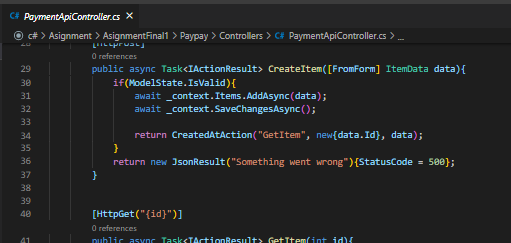 C# PaymentApiController.cs ×
c# > Asignment > AsignmentFinal1 > Paypay > Controllers > C# PaymentApiController.cs > ...
28 [HttpPost]
0 references
29 public async Task<IActionResult> CreateItem([FromForm] ItemData data){
30 if(ModelState.IsValid){
31 await _context.Items.AddAsync(data);
32 await _context.SaveChangesAsync();
33
34 return CreatedAtAction("GetItem", new{data.Id}, data);
35 }
36 return new JsonResult("Something went wrong"){StatusCode = 500};
37 }
38
39
40 [HttpGet("{id}")]
0 references
41 public async Task<IActionResult> GetItem(int id){